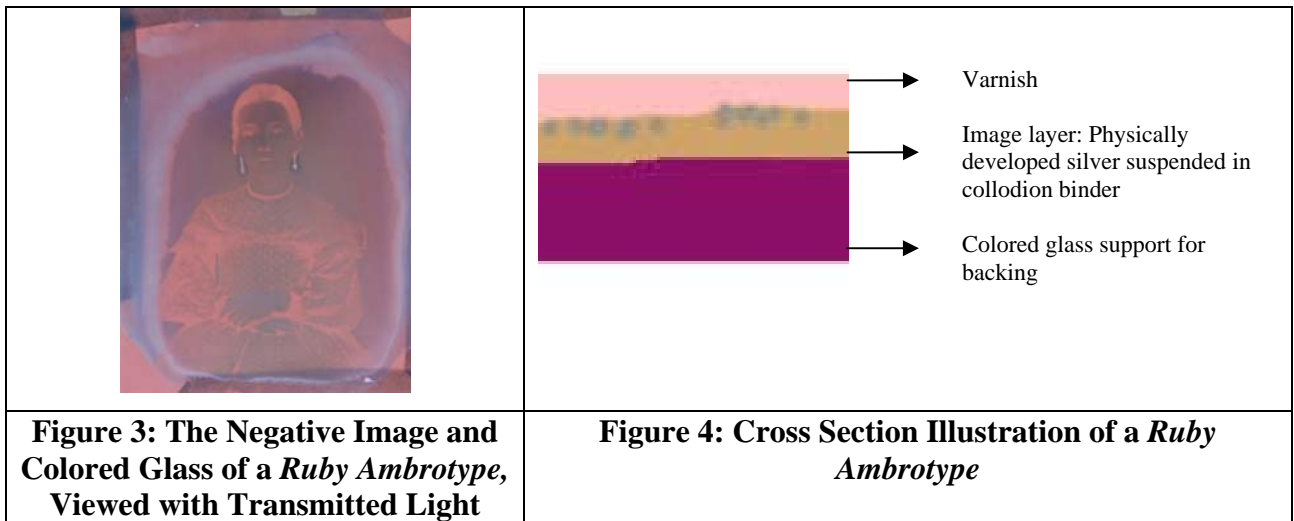 Varnish
Image layer: Physically
developed silver suspended in
collodion binder
Colored glass support for
backing
Figure 3: The Negative Image and
Colored Glass of a Ruby Ambrotype,
Viewed with Transmitted Light
Figure 4: Cross Section Illustration of a Ruby
Ambrotype